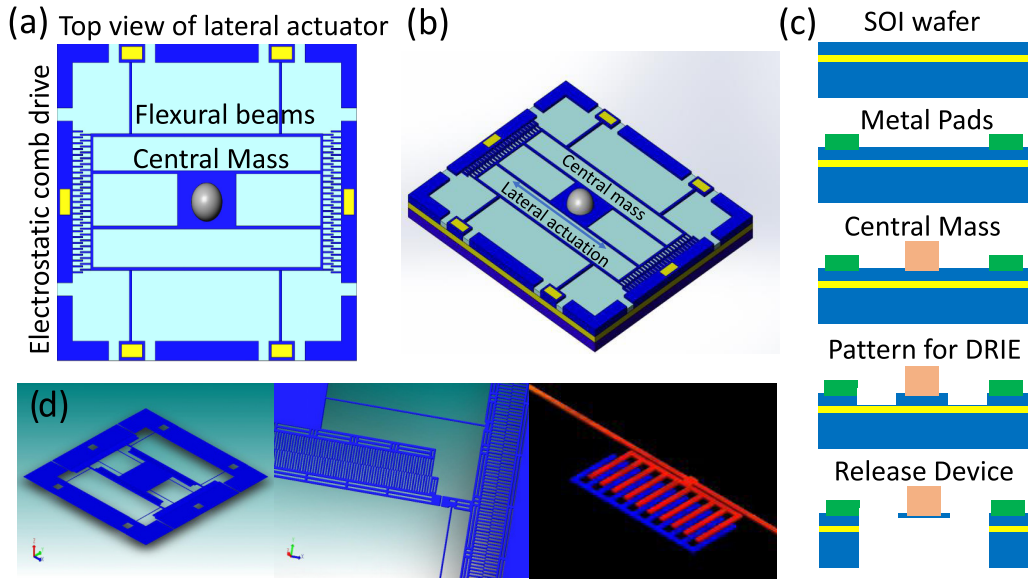 (a)
Top view of lateral actuator
Electrostatic comb drive
Flexural beams
Central Mass
(b)
Central mass
Lateral actuation
(c)
SOI wafer
Metal Pads
Central Mass
Pattern for DRIE
Release Device
(d)